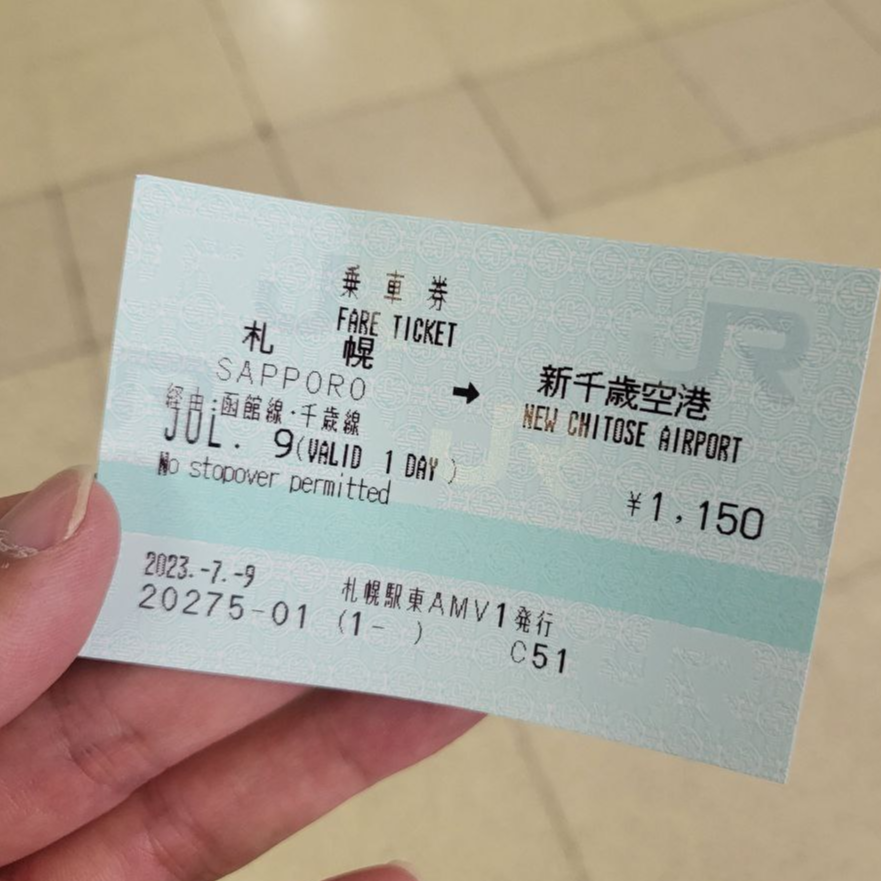 乗車券
FARE TICKET
札幌 → 新千歳空港
SAPPORO NEW CHITOSE AIRPORT
経由:函館線・千歳線
JUL. 9(VALID 1 DAY ) ¥1,150
No stopover permitted
2023.-7.-9 札幌駅東AMV1発行
20275-01 (1- ) C51
JR